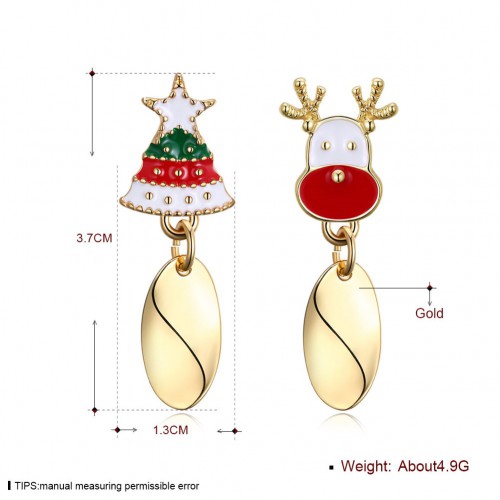 3.7CM
Gold
1.3CM
Weight: About4.9G
TIPS:manual measuring permissible error